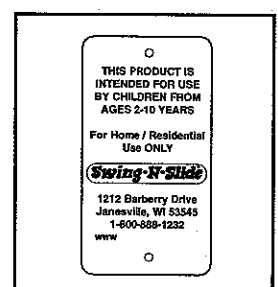 THIS PRODUCT IS
INTENDED FOR USE
BY CHILDREN FROM
AGES 2-10 YEARS
For Home / Residential
Use ONLY
Swing-N-Slide
1212 Barberry Drive
Janesville, WI 53545
1-800-888-1232
www